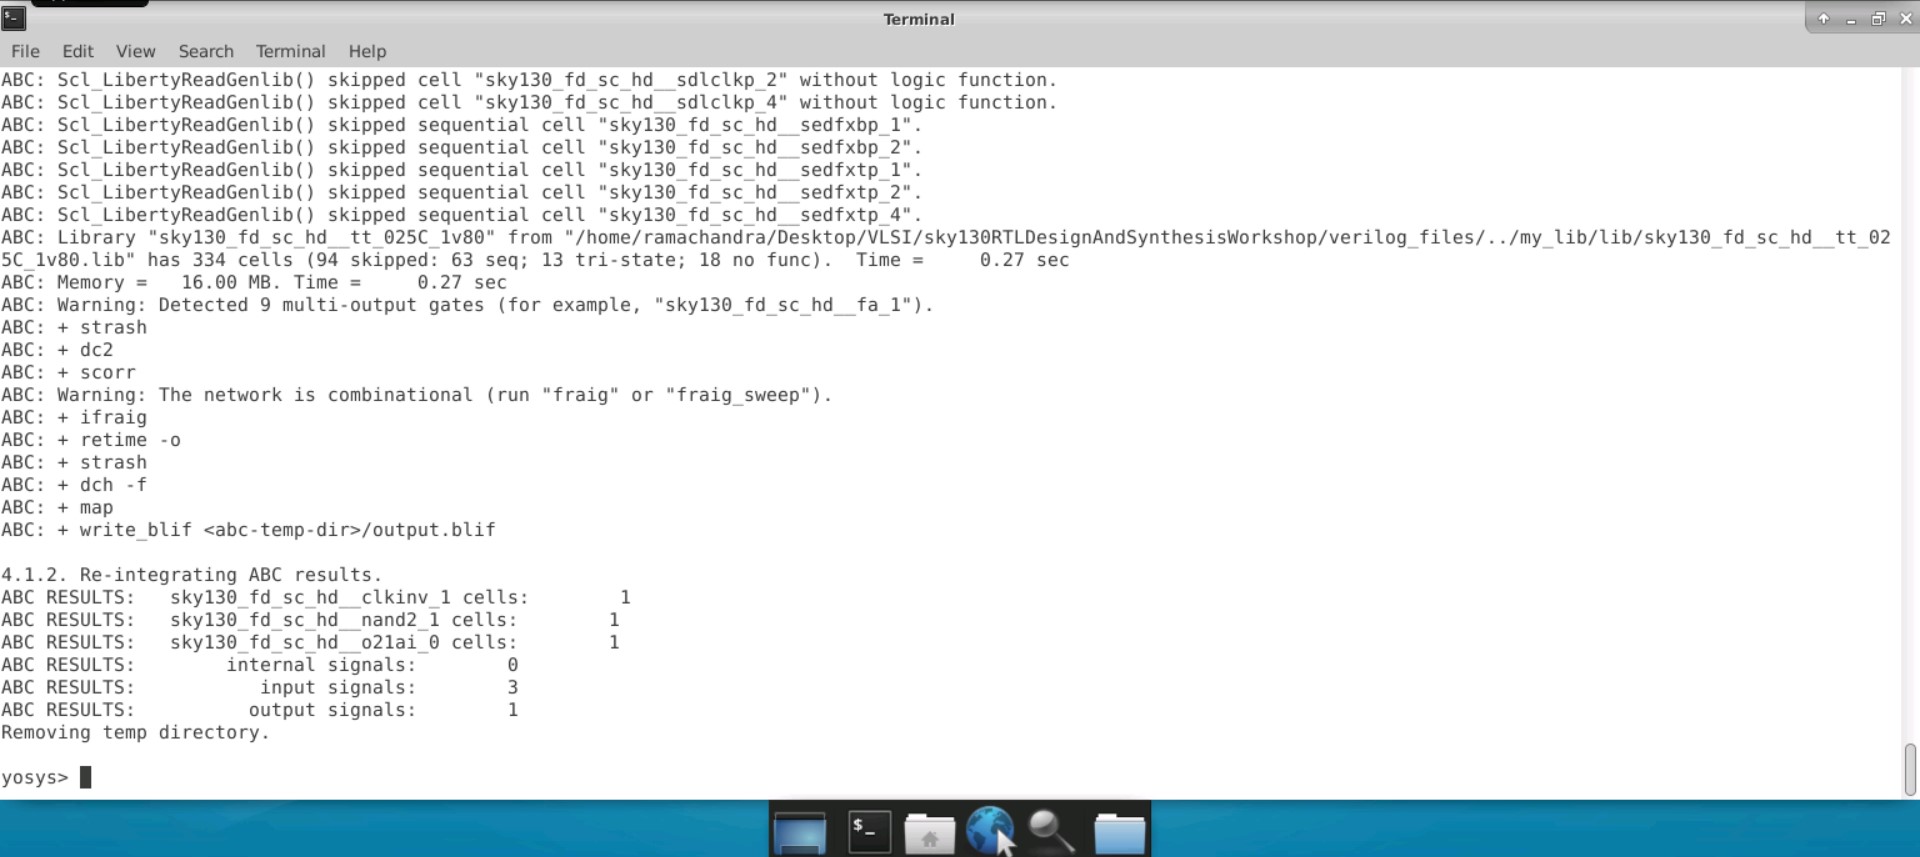 Terminal
File Edit View Search Terminal Help
ABC: Scl_LibertyReadGenlib() skipped cell "sky130_fd_sc_hd__sdlclkp_2" without logic function.
ABC: Scl_LibertyReadGenlib() skipped cell "sky130_fd_sc_hd__sdlclkp_4" without logic function.
ABC: Scl_LibertyReadGenlib() skipped sequential cell "sky130_fd_sc_hd__sedfxbp_1".
ABC: Scl_LibertyReadGenlib() skipped sequential cell "sky130_fd_sc_hd__sedfxbp_2".
ABC: Scl_LibertyReadGenlib() skipped sequential cell "sky130_fd_sc_hd__sedfxtp_1".
ABC: Scl_LibertyReadGenlib() skipped sequential cell "sky130_fd_sc_hd__sedfxtp_2".
ABC: Scl_LibertyReadGenlib() skipped sequential cell "sky130_fd_sc_hd__sedfxtp_4".
ABC: Library "sky130_fd_sc_hd__tt_025C_1v80" from "/home/ramachandra/Desktop/VLSI/sky130RTLDesignAndSynthesisWorkshop/verilog_files/../my_lib/lib/sky130_fd_sc_hd__tt_02
5C_1v80.lib" has 334 cells (94 skipped: 63 seq; 13 tri-state; 18 no func).  Time =     0.27 sec
ABC: Memory =   16.00 MB. Time =     0.27 sec
ABC: Warning: Detected 9 multi-output gates (for example, "sky130_fd_sc_hd__fa_1").
ABC: + strash
ABC: + dc2
ABC: + scorr
ABC: Warning: The network is combinational (run "fraig" or "fraig_sweep").
ABC: + ifraig
ABC: + retime -o
ABC: + strash
ABC: + dch -f
ABC: + map
ABC: + write_blif <abc-temp-dir>/output.blif
4.1.2. Re-integrating ABC results.
ABC RESULTS:   sky130_fd_sc_hd__clkinv_1 cells:        1
ABC RESULTS:   sky130_fd_sc_hd__nand2_1 cells:        1
ABC RESULTS:   sky130_fd_sc_hd__o21ai_0 cells:        1
ABC RESULTS:        internal signals:        0
ABC RESULTS:           input signals:        3
ABC RESULTS:          output signals:        1
Removing temp directory.
yosys>
$_